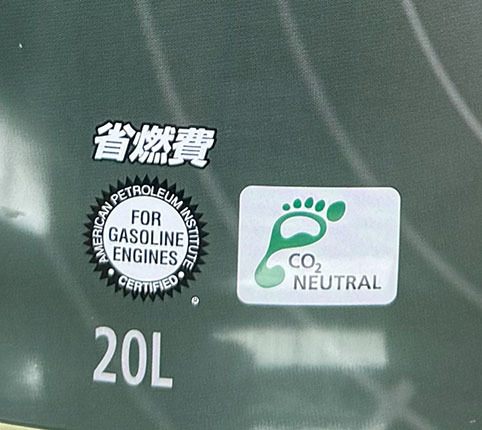 省燃費
AMERICAN PETROLEUM INSTITUTE
FOR
GASOLINE
ENGINES
CERTIFIED
®
CO₂
NEUTRAL
20L